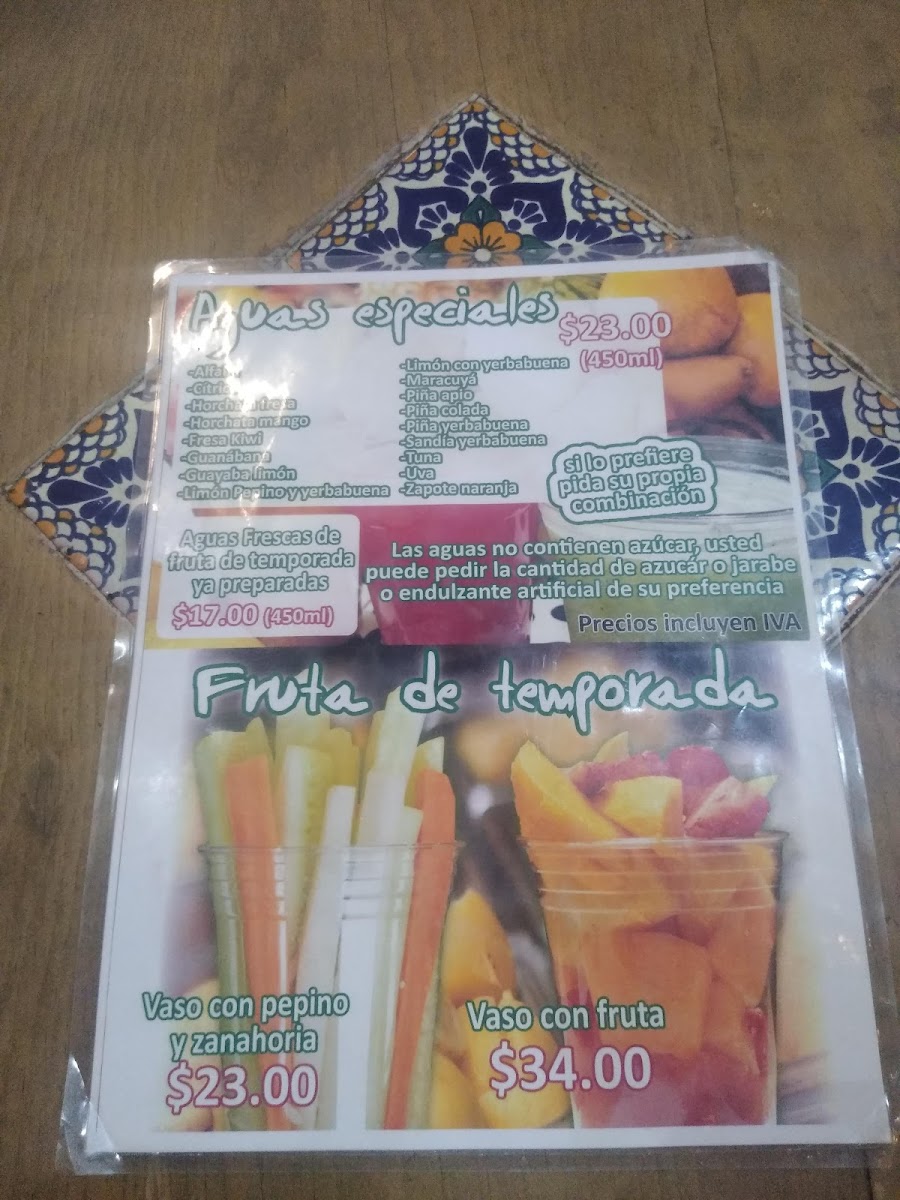 Aguas especiales
$23.00
(450ml)
-Alfalfa
-Horchata fresa
-Horchata mango
-Fresa Kiwi
-Guanábana
-Guayaba limón
-Limón Pepino y yerbabuena
-Limón con yerbabuena
-Maracuyá
-Piña apio
-Piña colada
-Piña yerbabuena
-Sandía yerbabuena
-Tuna
-Uva
-Zapote naranja
si lo prefiere
pida su propia
combinación
Aguas Frescas de
fruta de temporada
ya preparadas
$17.00 (450ml)
Las aguas no contienen azúcar, usted
puede pedir la cantidad de azucár o jarabe
o endulzante artificial de su preferencia
Precios incluyen IVA
Fruta de temporada
Vaso con pepino
y zanahoria
$23.00
Vaso con fruta
$34.00